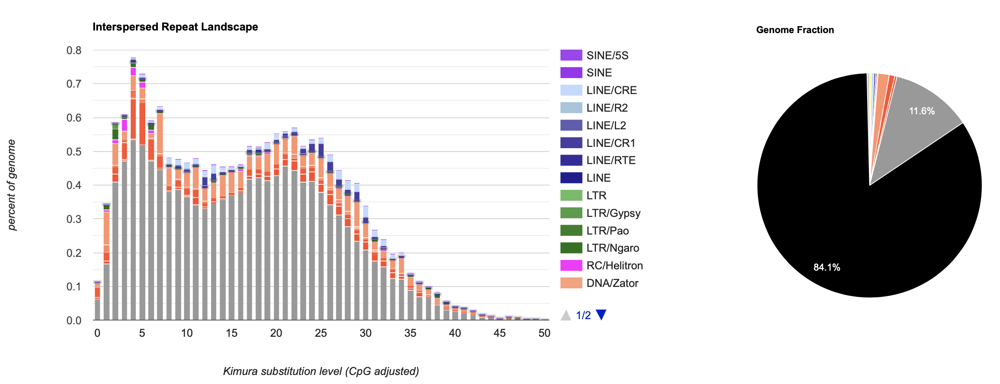 Interspersed Repeat Landscape
percent of genome
0.8
0.7
0.6
0.5
0.4
0.3
0.2
0.1
0.0
0 5 10 15 20 25 30 35 40 45 50
Kimura substitution level (CpG adjusted)
SINE/5S
SINE
LINE/CRE
LINE/R2
LINE/L2
LINE/CR1
LINE/RTE
LINE
LTR
LTR/Gypsy
LTR/Pao
LTR/Ngaro
RC/Helitron
DNA/Zator
1/2
Genome Fraction
11.6%
84.1%